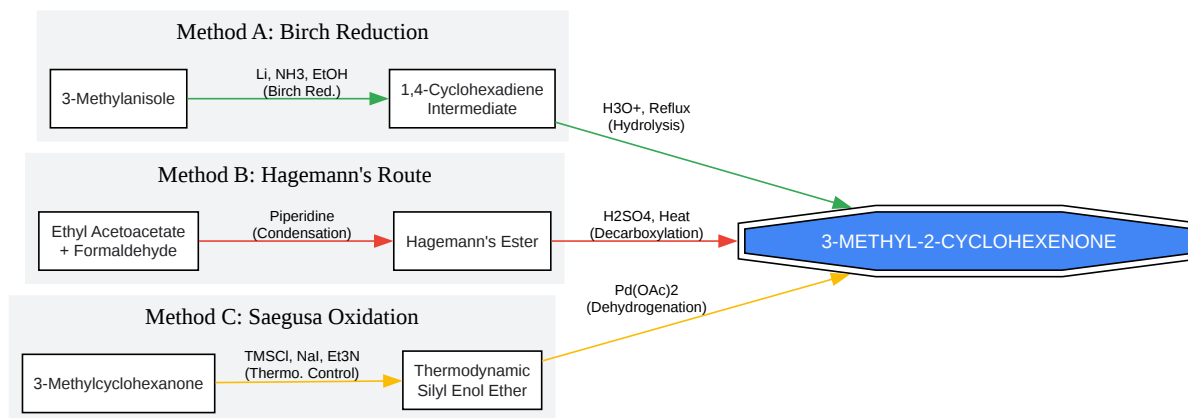 Method A: Birch Reduction
3-Methylanisole
Li, NH3, EtOH
(Birch Red.)
1,4-Cyclohexadiene
Intermediate
H3O+, Reflux
(Hydrolysis)
Method B: Hagemann's Route
Ethyl Acetoacetate
+ Formaldehyde
Piperidine
(Condensation)
Hagemann's Ester
H2SO4, Heat
(Decarboxylation)
3-METHYL-2-CYCLOHEXENONE
Method C: Saegusa Oxidation
3-Methylcyclohexanone
TMSCl, NaI, Et3N
(Thermo. Control)
Thermodynamic
Silyl Enol Ether
Pd(OAc)2
(Dehydrogenation)